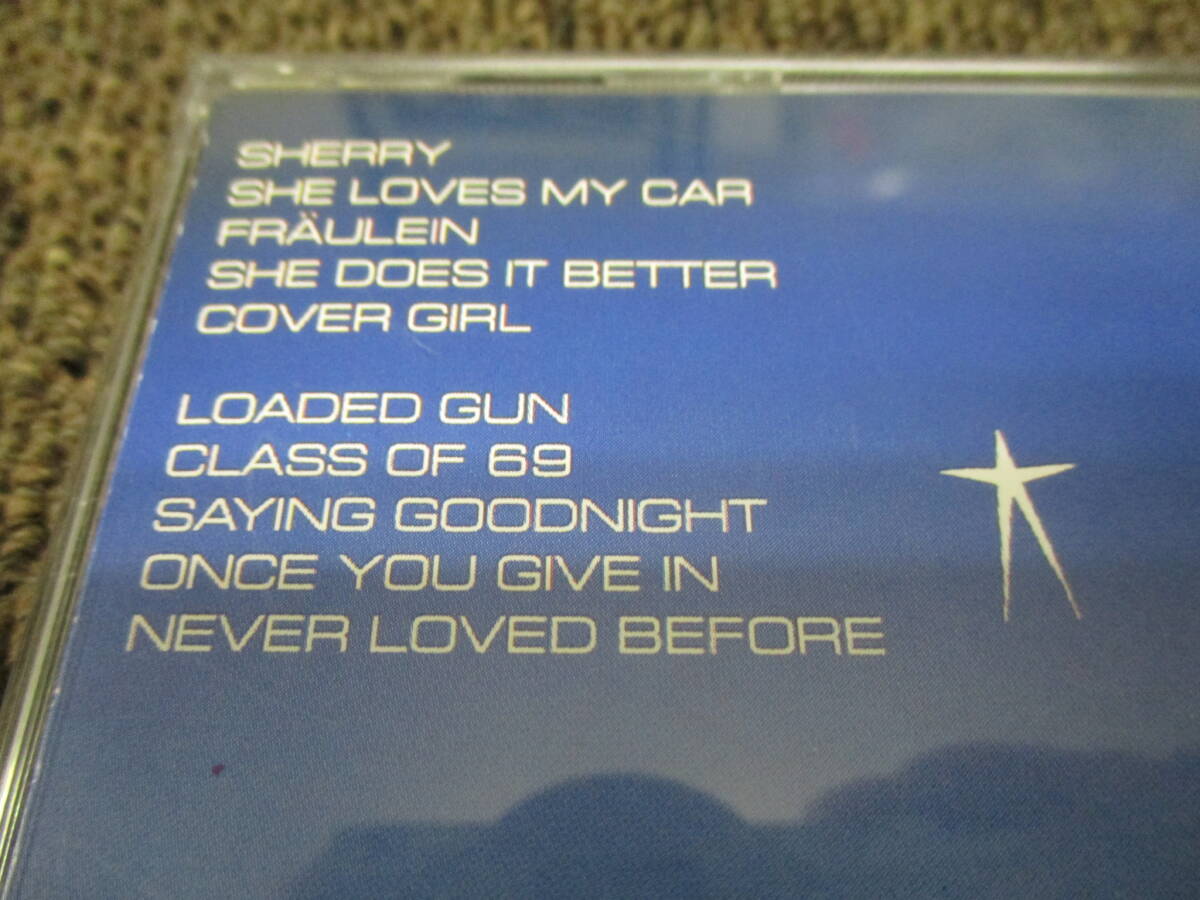 SHERRY
SHE LOVES MY CAR
FRÄULEIN
SHE DOES IT BETTER
COVER GIRL
LOADED GUN
CLASS OF 69
SAYING GOODNIGHT
ONCE YOU GIVE IN
NEVER LOVED BEFORE